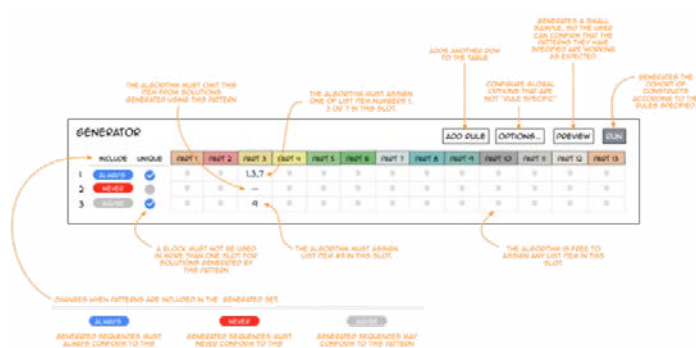 GENERATES A SMALL
SAMPLE, SO THE USER
CAN CONFIRM THAT THE
PATTERNS THEY HAVE
SPECIFIED ARE WORKING
AS EXPECTED
ADDS ANOTHER ROW
TO THE TABLE
CONFIGURE GLOBAL
OPTIONS THAT ARE
NOT "RULE SPECIFIC"
GENERATES THE
COHORT OF
CONSTRUCTS
ACCORDING TO THE
RULES SPECIFIED
THE ALGORITHM MUST OMIT THIS
ITEM FROM SOLUTIONS
GENERATED USING THIS PATTERN
THE ALGORITHM MUST ASSIGN
ONE OF LIST ITEM NUMBERS 1,
3 OR 7 IN THIS SLOT.
GENERATOR
ADD RULE
OPTIONS...
PREVIEW
RUN
INCLUDE UNIQUE PART 1 PART 2 PART 3 PART 4 PART 5 PART 6 PART 7 PART 8 PART 9 PART 10 PART 11 PART 12 PART 13
1 ALWAYS 1,3,7
2 NEVER —
3 MAYBE 9
A BLOCK MUST NOT BE USED
IN MORE THAN ONE SLOT FOR
SOLUTIONS GENERATED BY
THIS PATTERN
THE ALGORITHM MUST ASSIGN
LIST ITEM #9 IN THIS SLOT.
THE ALGORITHM IS FREE TO
ASSIGN ANY LIST ITEM IN THIS
SLOT.
CHANGES WHEN PATTERNS ARE INCLUDED IN THE GENERATED SET.
ALWAYS
NEVER
MAYBE
GENERATED SEQUENCES MUST
ALWAYS CONFORM TO THIS
GENERATED SEQUENCES MUST
NEVER CONFORM TO THIS
GENERATED SEQUENCES MAY
CONFORM TO THIS PATTERN